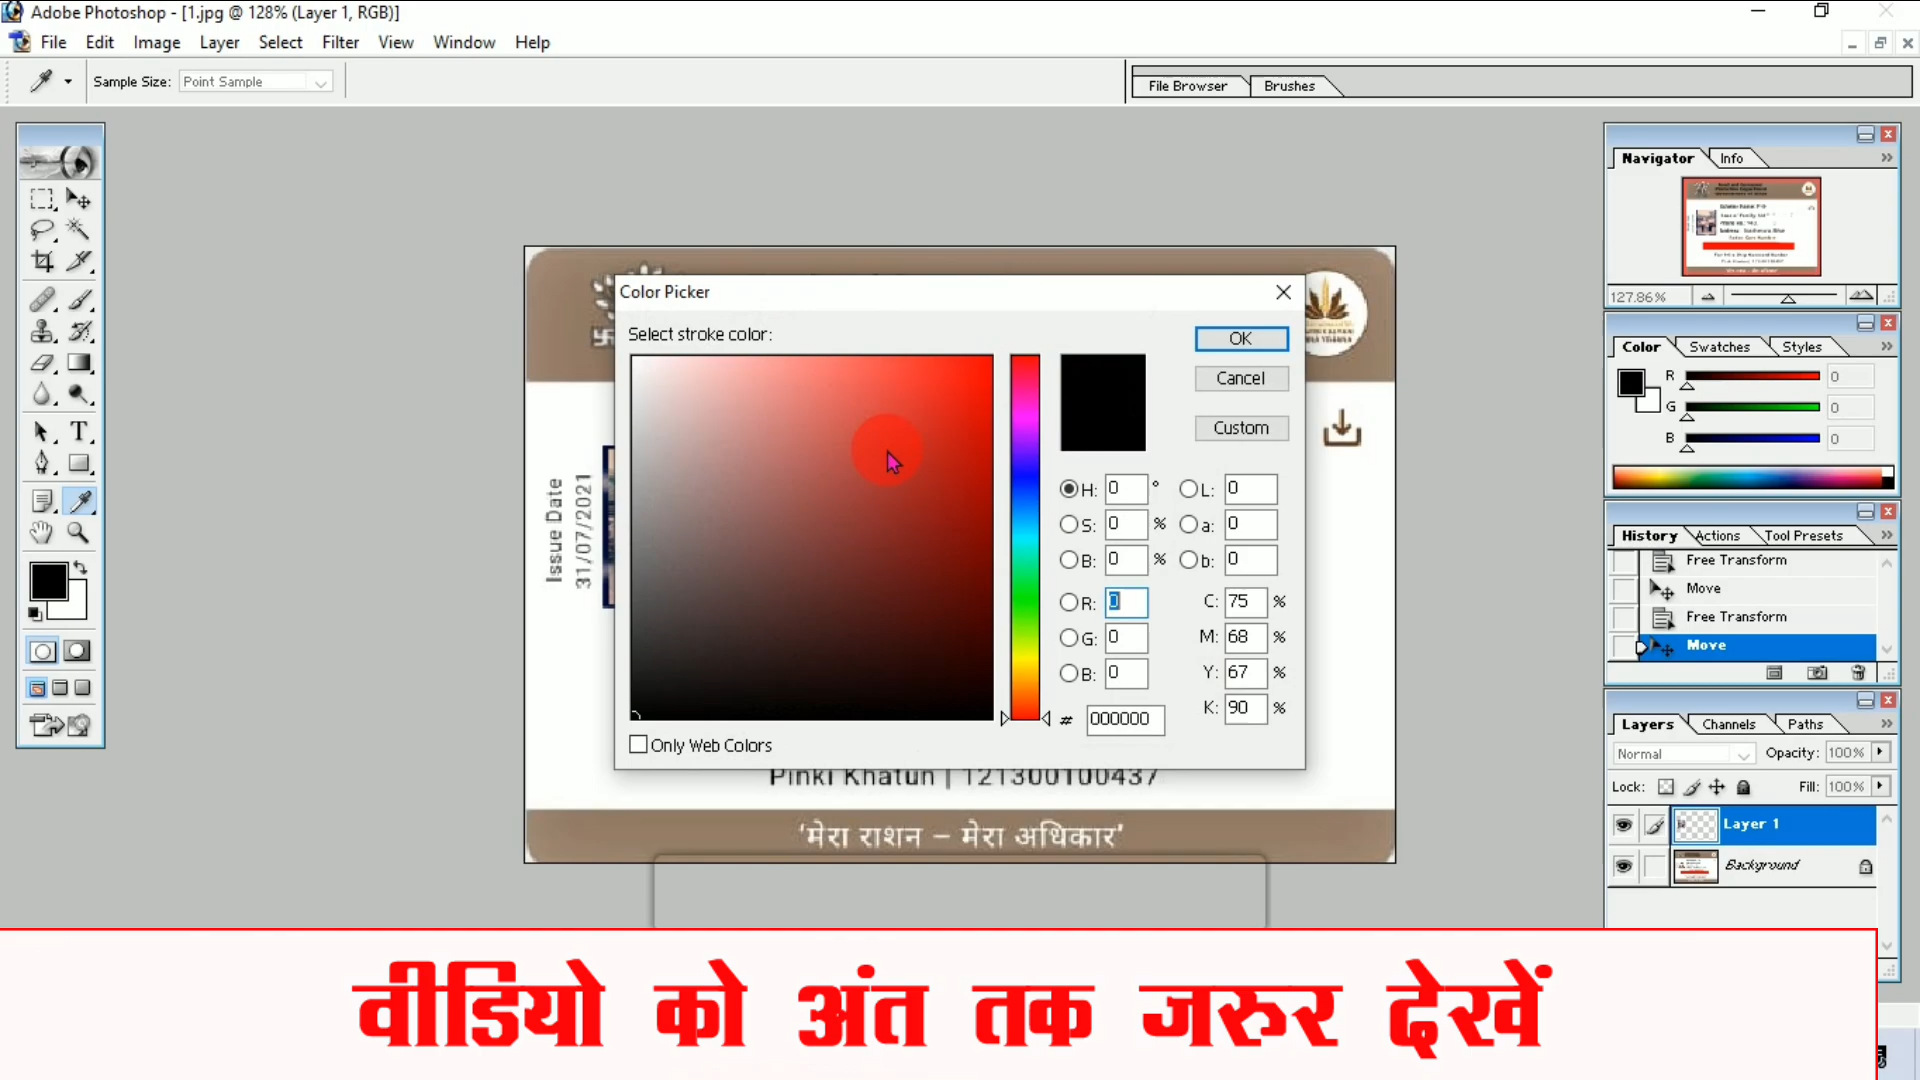 Adobe Photoshop - [1.jpg @ 128% (Layer 1, RGB)]
File Edit Image Layer Select Filter View Window Help
Sample Size: Point Sample
File Browser Brushes
Navigator Info
127.86%
Color Swatches Styles
R 0
G 0
B 0
History Actions Tool Presets
Free Transform
Move
Free Transform
Move
Layers Channels Paths
Normal Opacity: 100%
Lock: Fill: 100%
Layer 1
Background
Color Picker
Select stroke color:
OK
Cancel
Custom
H: 0 ° L: 0
S: 0 % a: 0
B: 0 % b: 0
R: 0 C: 75 %
G: 0 M: 68 %
B: 0 Y: 67 %
# 000000 K: 90 %
Only Web Colors
Issue Date
31/07/2021
Pinki Khatun | 121300100437
'मेरा राशन – मेरा अधिकार'
वीडियो को अंत तक जरुर देखें